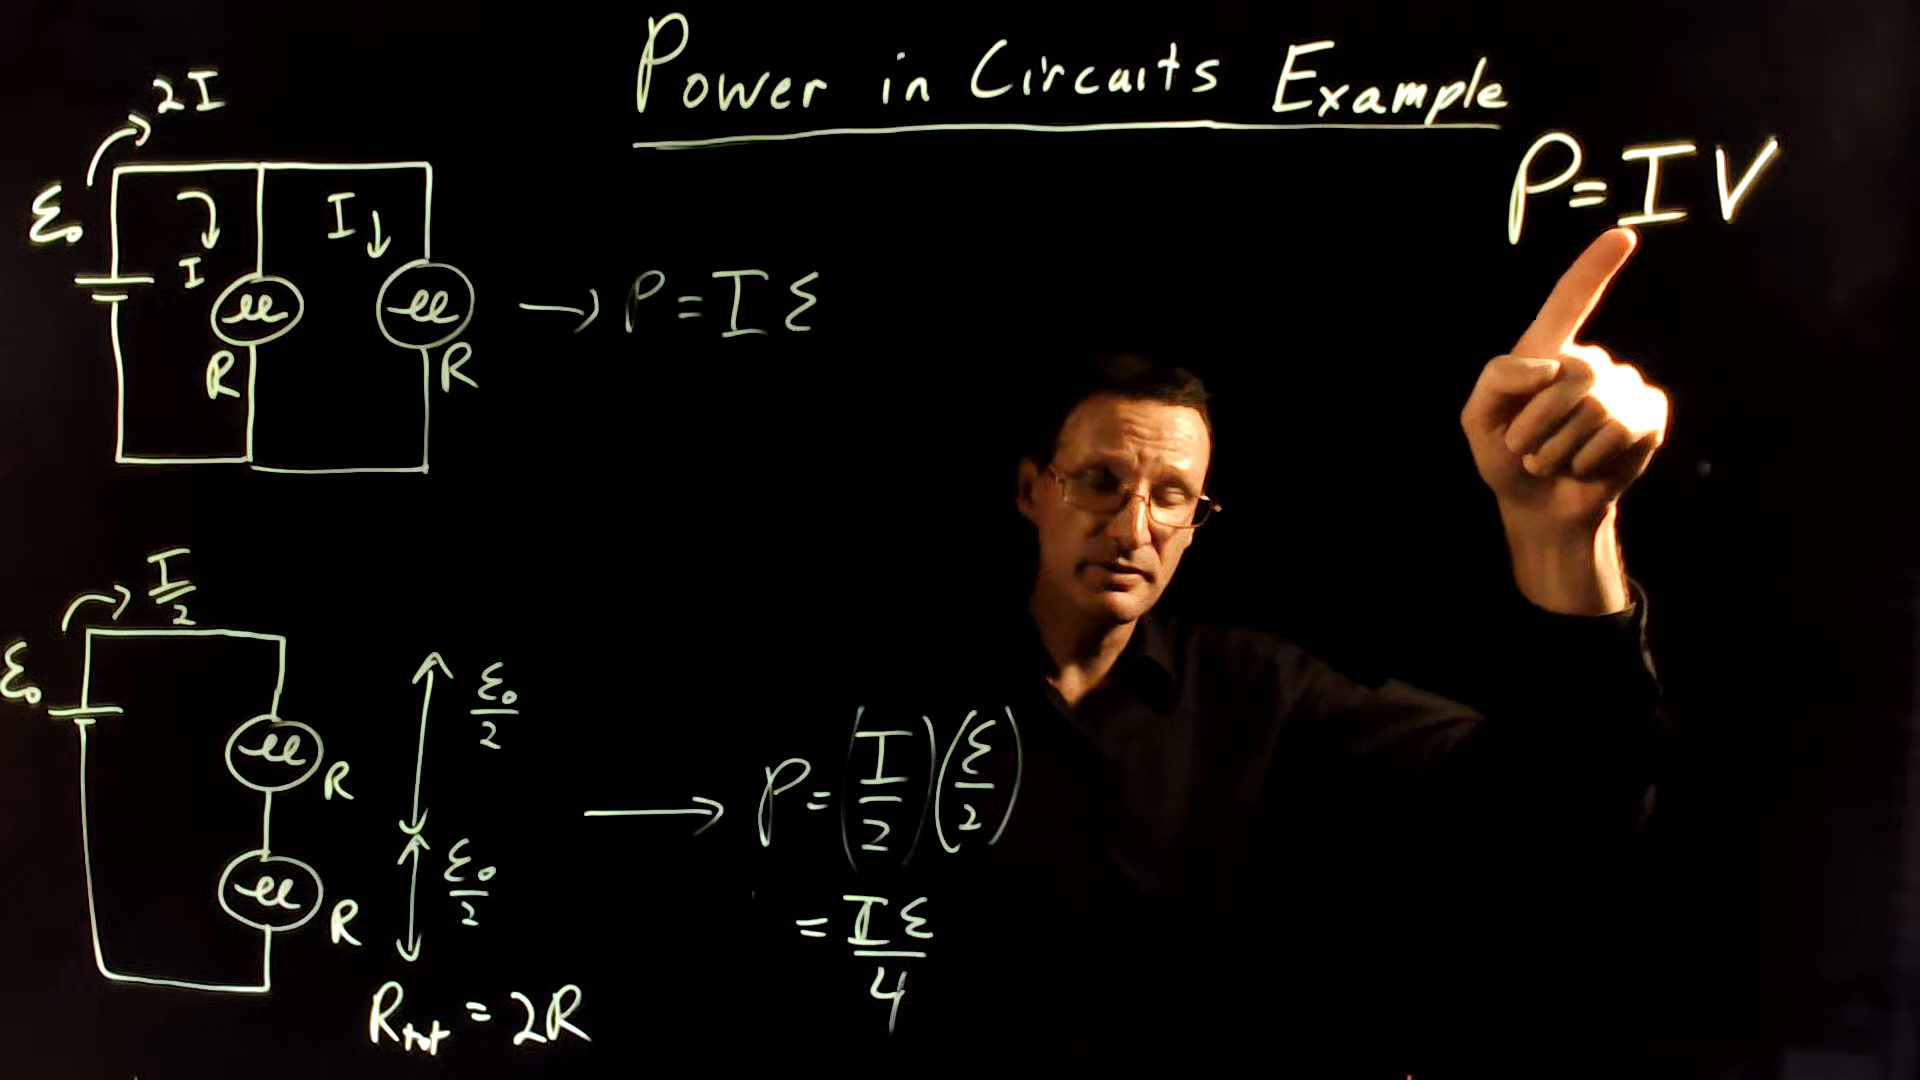 Power in Circuits Example
P=IV
2I
ε₀
I
I
R
R
P=Iε
I/2
ε₀
R
R
ε₀/2
ε₀/2
R_tot = 2R
P=(I/2)(ε/2)
=Iε/4